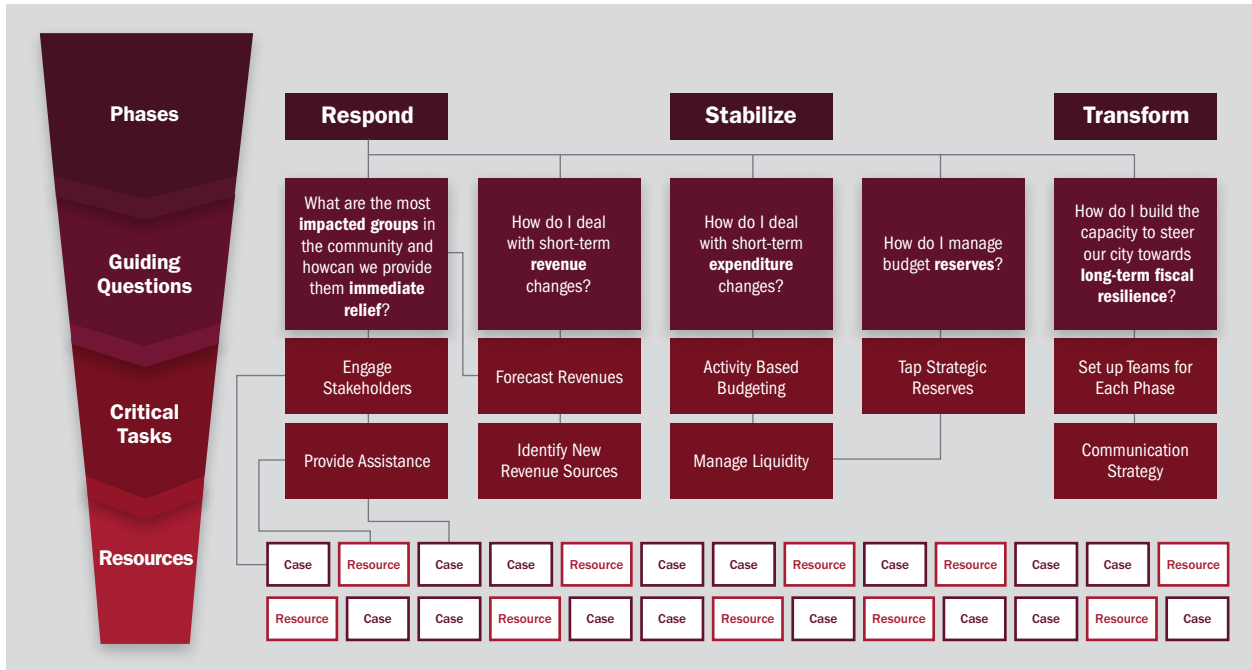 Phases
Respond
Stabilize
Transform
Guiding
Questions
What are the most
impacted groups in
the community and
howcan we provide
them immediate
relief?
How do I deal
with short-term
revenue
changes?
How do I deal
with short-term
expenditure
changes?
How do I manage
budget reserves?
How do I build the
capacity to steer
our city towards
long-term fiscal
resilience?
Critical
Tasks
Engage
Stakeholders
Forecast Revenues
Activity Based
Budgeting
Tap Strategic
Reserves
Set up Teams for
Each Phase
Provide Assistance
Identify New
Revenue Sources
Manage Liquidity
Communication
Strategy
Resources
Case Resource Case Case Resource Case Case Resource Case Resource Case Case Resource
Resource Case Case Resource Case Case Resource Case Resource Case Case Resource Case